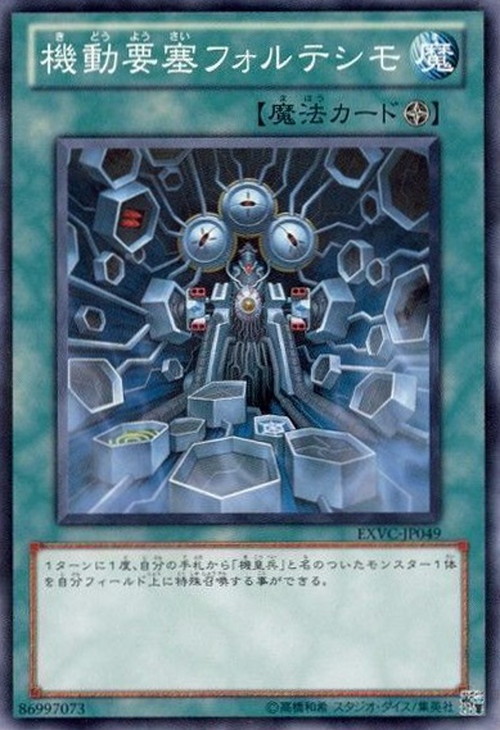 機動要塞フォルテシモ 魔
【魔法カード】
EXVC-JP049
1ターンに1度、自分の手札から「機皇兵」と名のついたモンスター1体
を自分フィールド上に特殊召喚する事ができる。
86997073
©高橋和希 スタジオ・ダイス/集英社